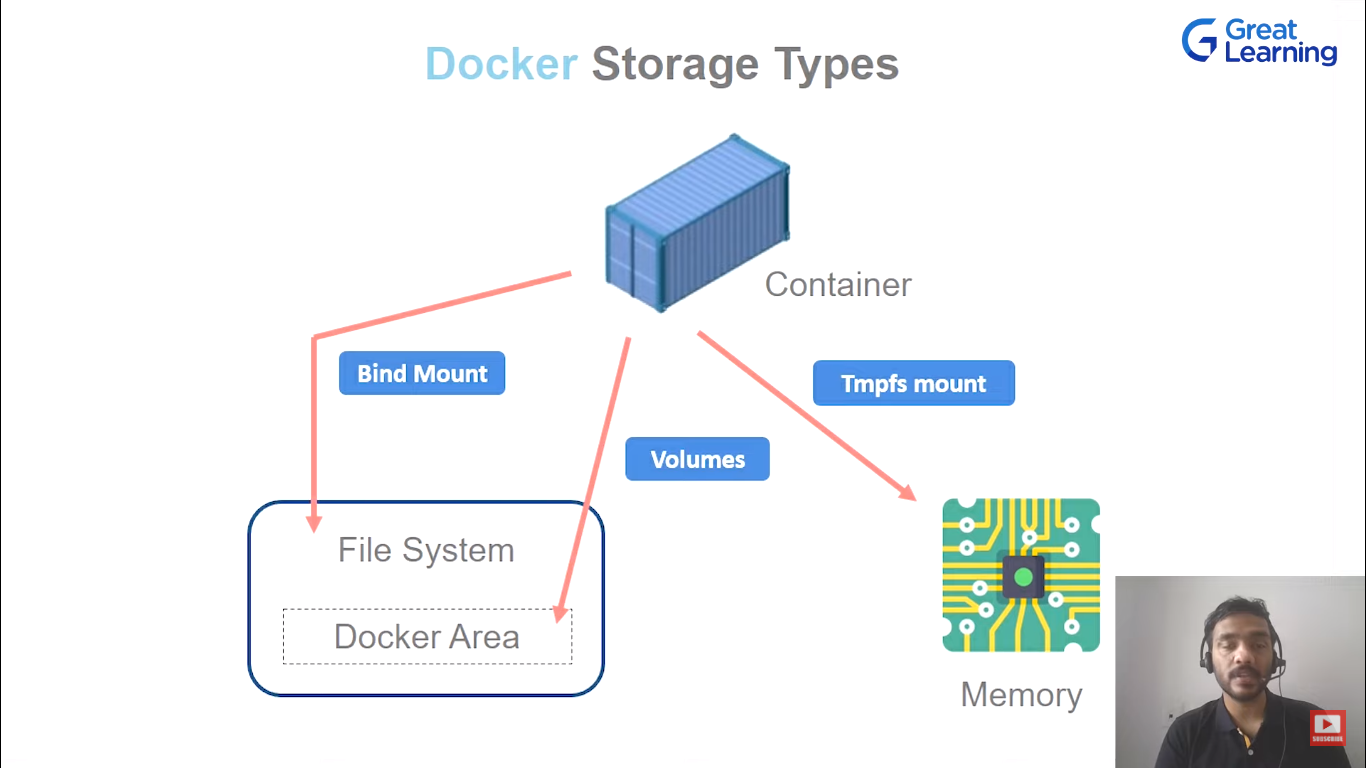 Great
Learning
Docker Storage Types
Container
Bind Mount
Tmpfs mount
Volumes
File System
Docker Area
Memory
SUBSCRIBE